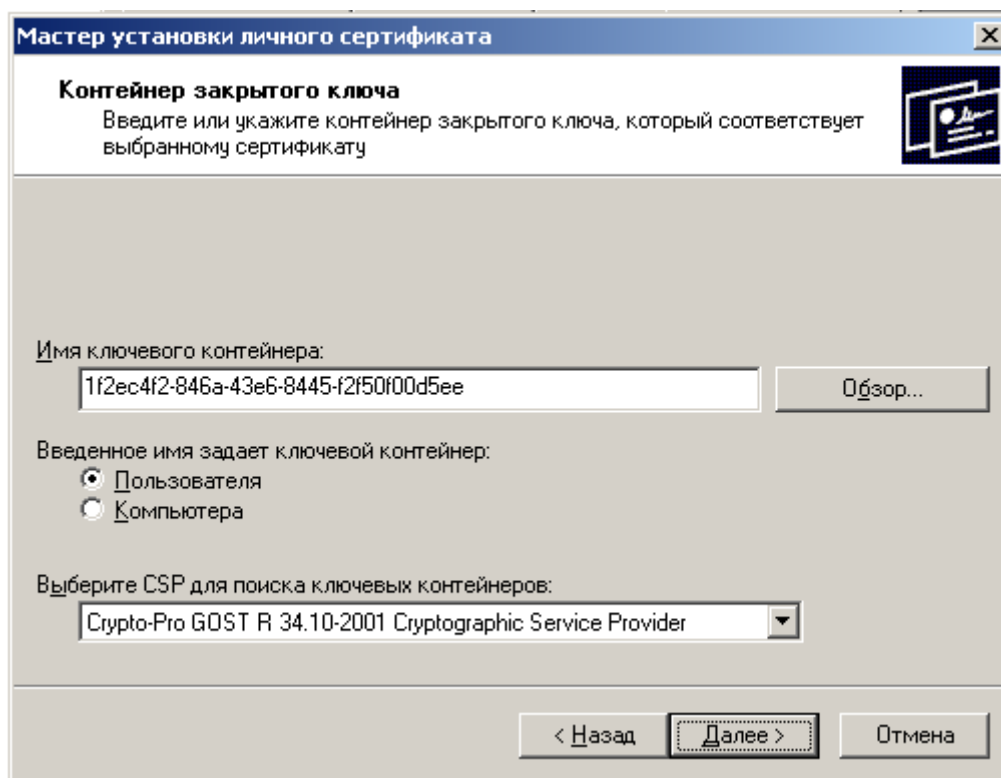 Мастер установки личного сертификата
Контейнер закрытого ключа
Введите или укажите контейнер закрытого ключа, который соответствует
выбранному сертификату
Имя ключевого контейнера:
1f2ec4f2-846a-43e6-8445-f2f50f00d5ee
Обзор...
Введенное имя задает ключевой контейнер:
Пользователя
Компьютера
Выберите CSP для поиска ключевых контейнеров:
Crypto-Pro GOST R 34.10-2001 Cryptographic Service Provider
< Назад
Далее >
Отмена